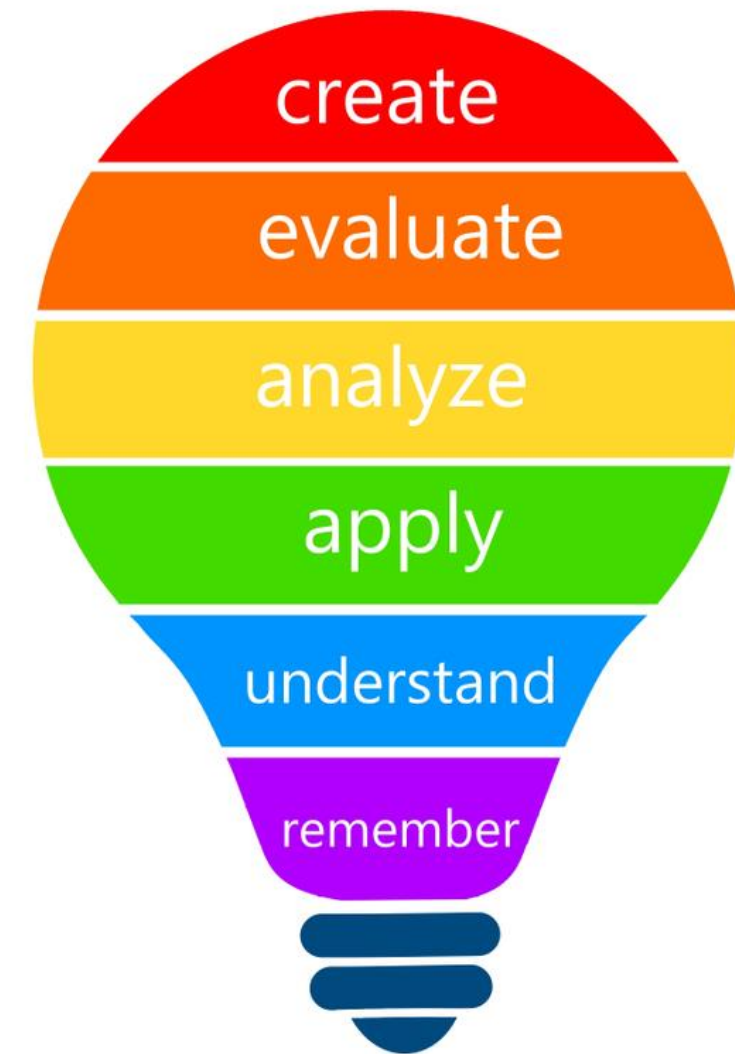 create
evaluate
analyze
apply
understand
remember